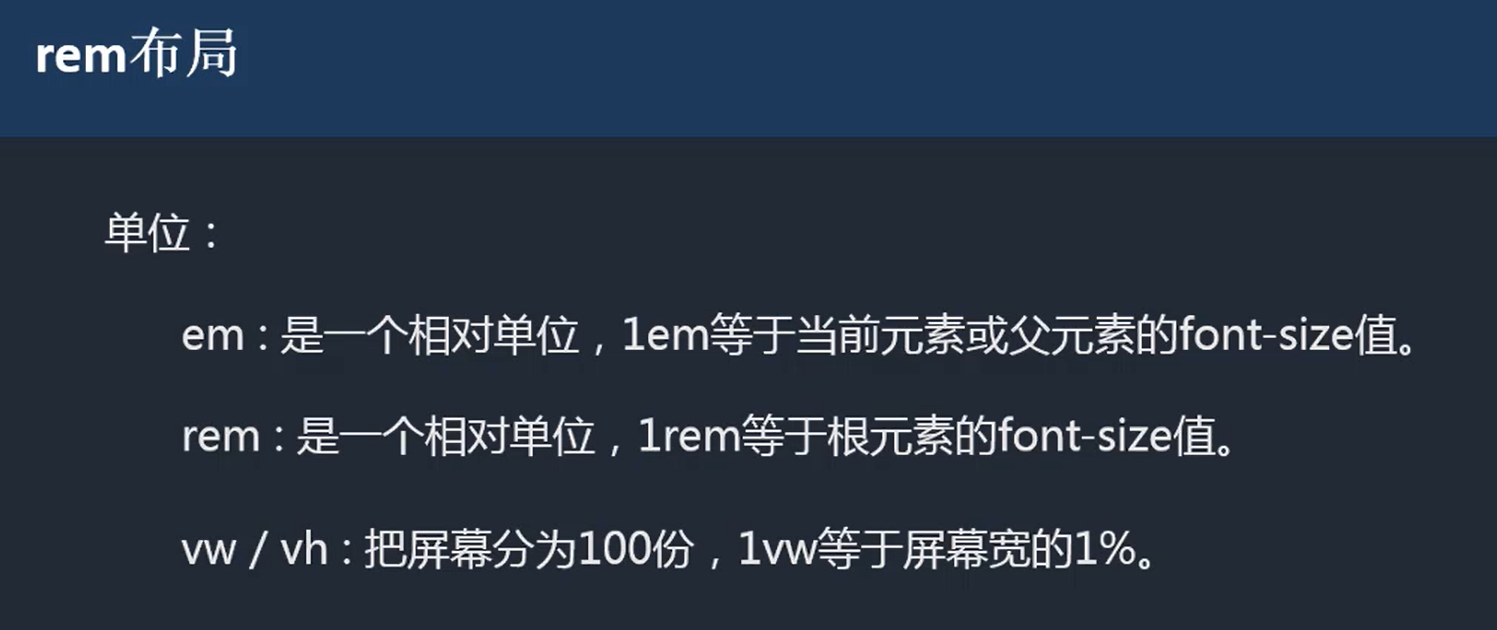 rem布局
单位：
em : 是一个相对单位，1em等于当前元素或父元素的font-size值。
rem : 是一个相对单位，1rem等于根元素的font-size值。
vw / vh : 把屏幕分为100份，1vw等于屏幕宽的1%。